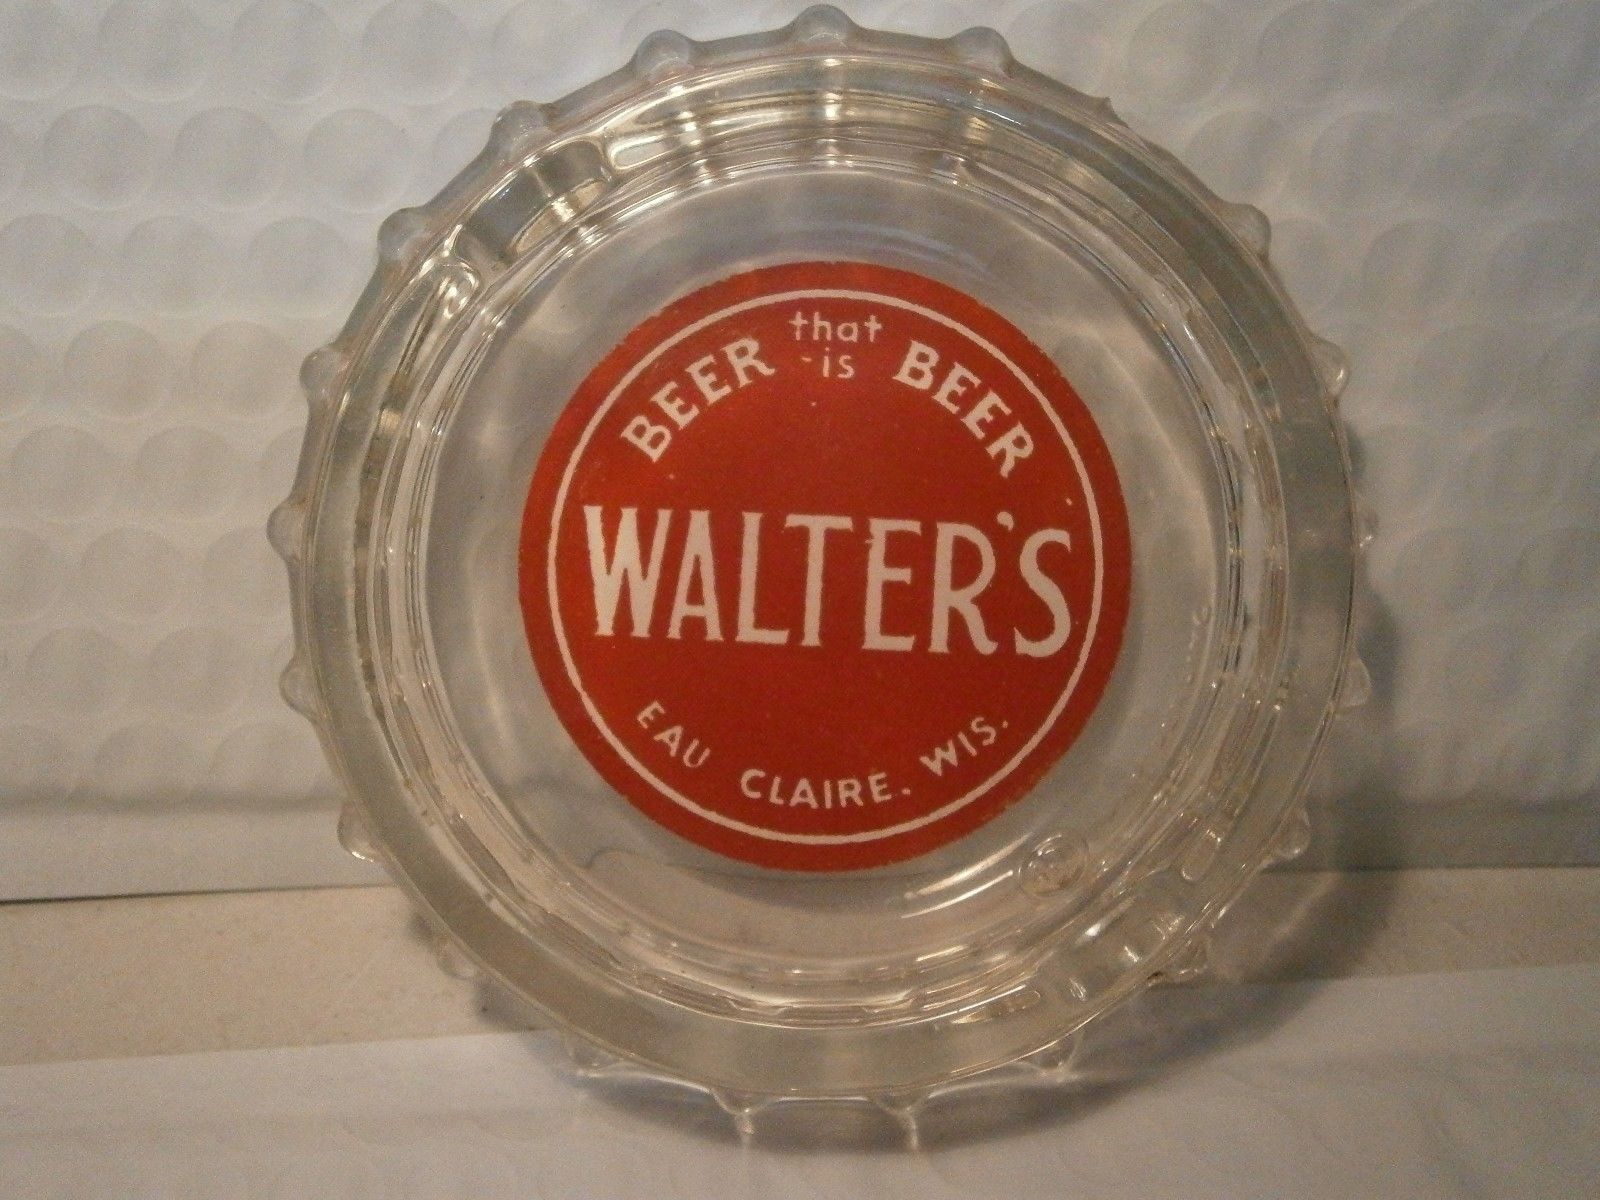 BEER that is BEER
WALTER'S
EAU CLAIRE. WIS.